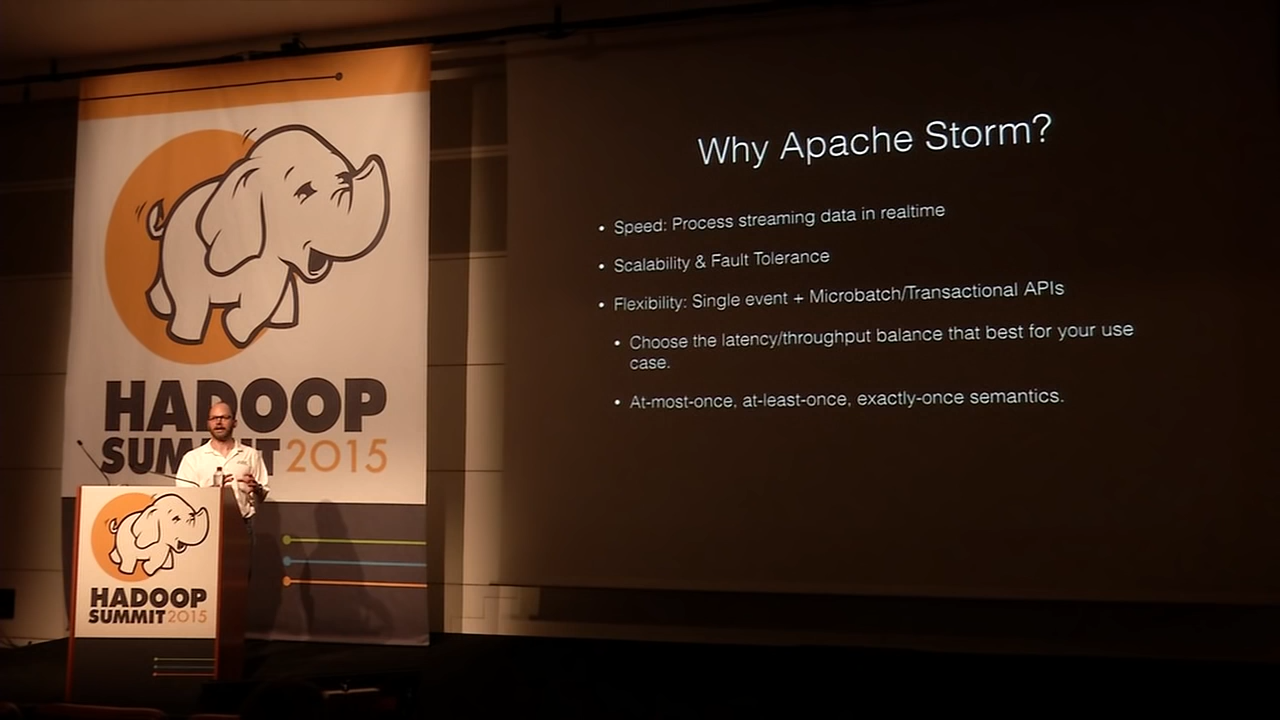 HADOOP
SUMMIT 2015
HADOOP
SUMMIT 2015
Why Apache Storm?
• Speed: Process streaming data in realtime
• Scalability & Fault Tolerance
• Flexibility: Single event + Microbatch/Transactional APIs
• Choose the latency/throughput balance that best for your use
case.
• At-most-once, at-least-once, exactly-once semantics.